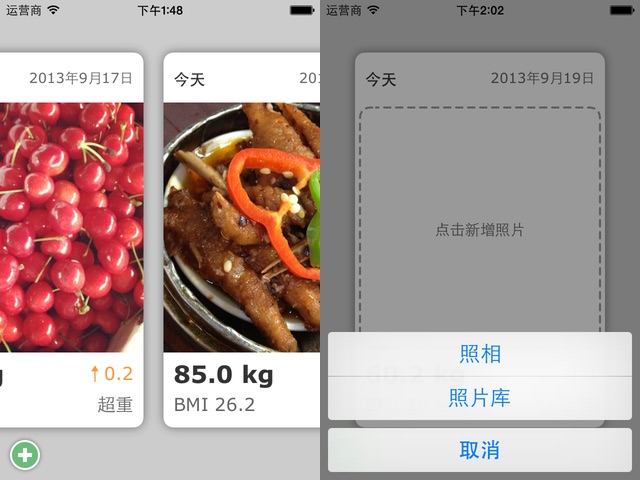 运营商
下午1:48
2013年9月17日
今天
201
g
↑0.2
超重
85.0 kg
BMI 26.2
运营商
下午2:02
今天
2013年9月19日
点击新增照片
照相
照片库
取消